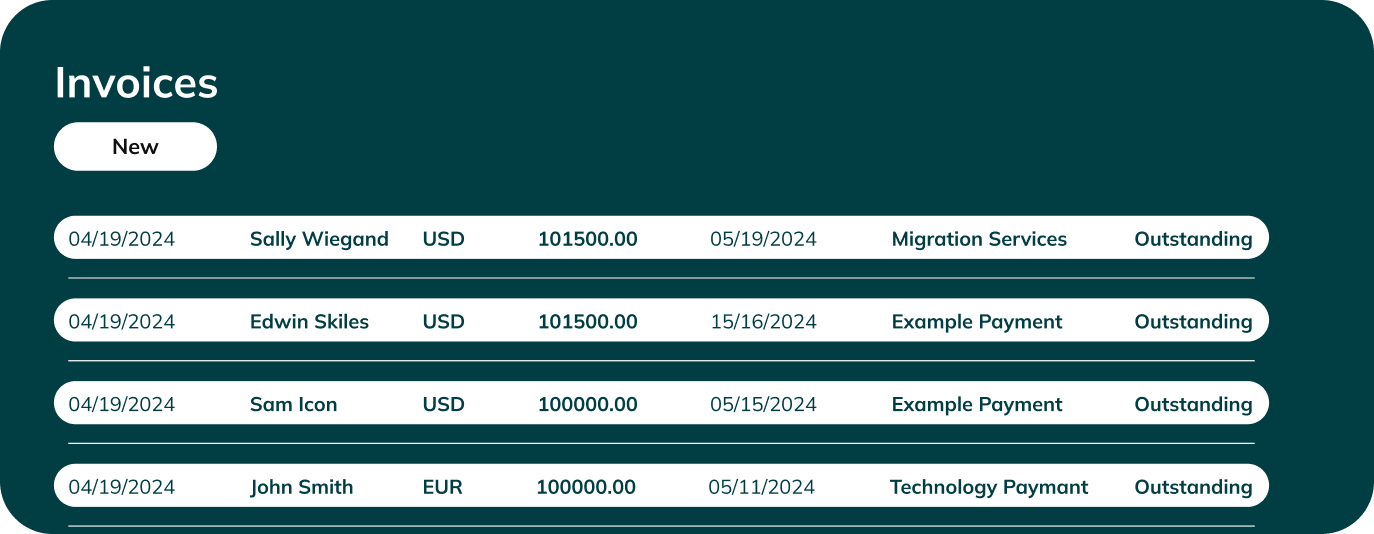 Invoices
New
04/19/2024 Sally Wiegand USD 101500.00 05/19/2024 Migration Services Outstanding
04/19/2024 Edwin Skiles USD 101500.00 15/16/2024 Example Payment Outstanding
04/19/2024 Sam Icon USD 100000.00 05/15/2024 Example Payment Outstanding
04/19/2024 John Smith EUR 100000.00 05/11/2024 Technology Paymant Outstanding